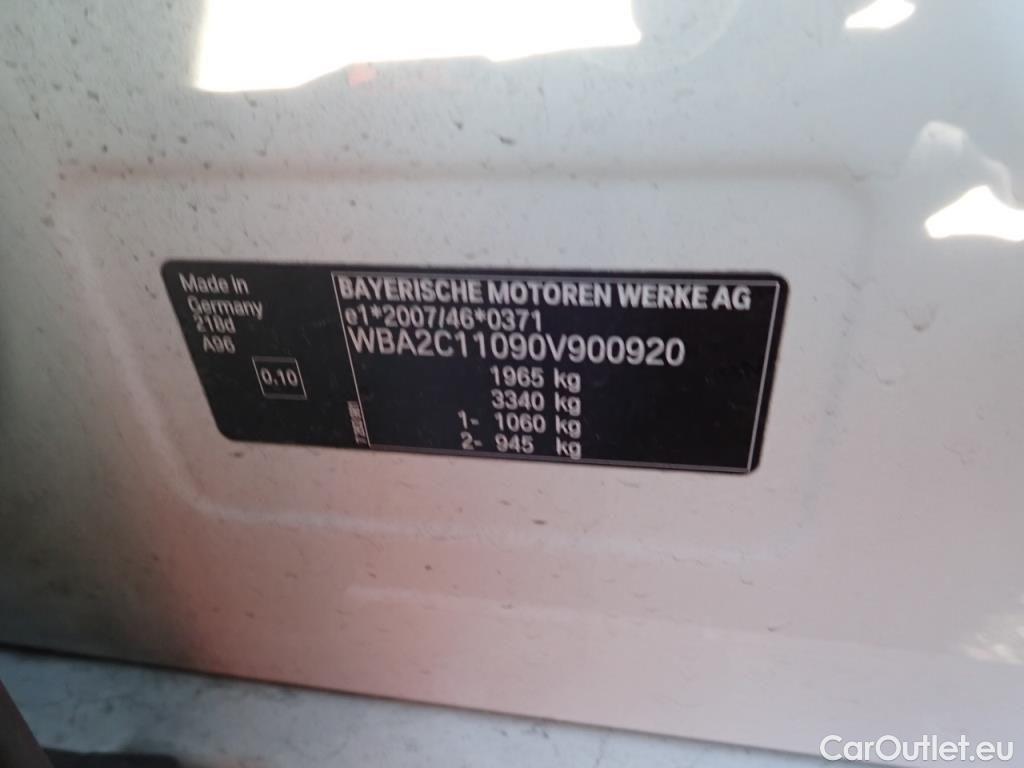 Made in
Germany
218d
A96
0.10
BAYERISCHE MOTOREN WERKE AG
e1*2007/46*0371
WBA2C11090V900920
1965 kg
3340 kg
1- 1060 kg
2- 945 kg
CarOutlet.eu